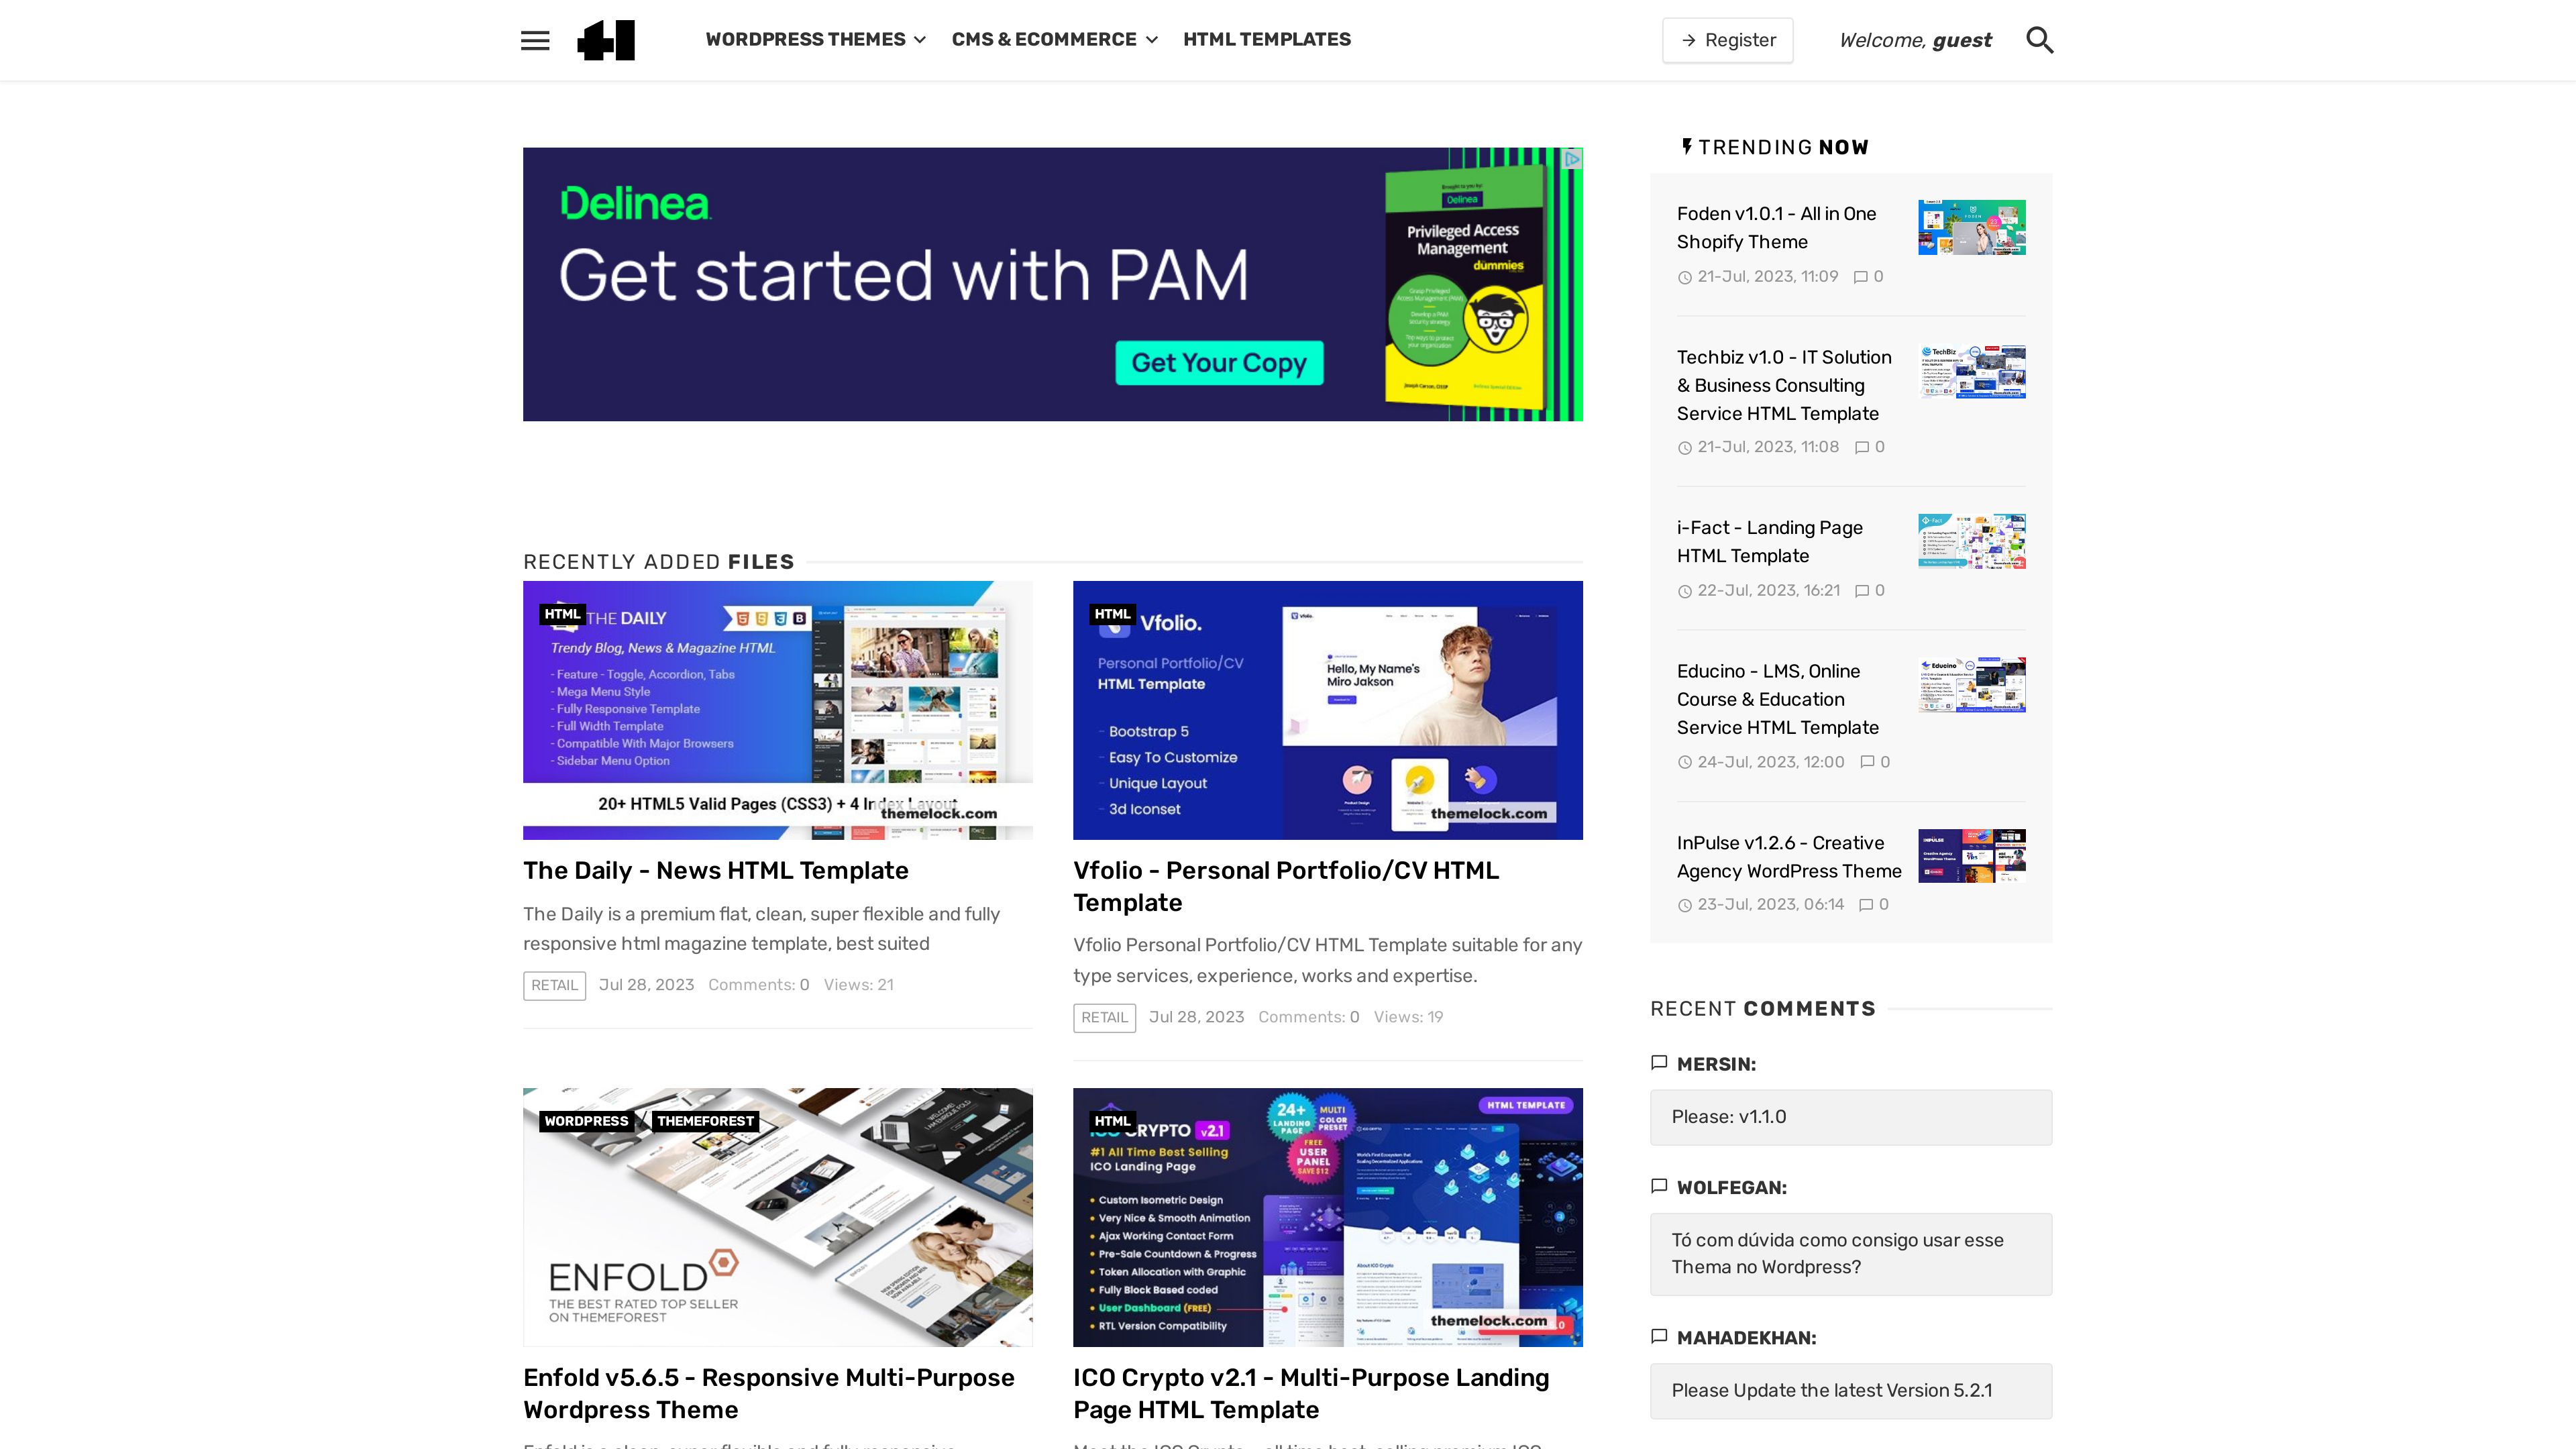 WORDPRESS THEMES
CMS & ECOMMERCE
HTML TEMPLATES
Register
Welcome, guest
Delinea
Get started with PAM
Get Your Copy
Brought to you by
Delinea
Privileged Access
Management
dummies
RECENTLY ADDED FILES
HTML
THE DAILY
Trendy Blog, News & Magazine HTML
- Feature - Toggle, Accordion, Tabs
- Mega Menu Style
- Fully Responsive Template
- Full Width Template
- Compatible With Major Browsers
- Sidebar Menu Option
20+ HTML5 Valid Pages (CSS3) + 4 Index Layout
themelock.com
The Daily - News HTML Template
The Daily is a premium flat, clean, super flexible and fully
responsive html magazine template, best suited
RETAIL Jul 28, 2023 Comments: 0 Views: 21
HTML
Vfolio.
Personal Portfolio/CV
HTML Template
- Bootstrap 5
- Easy To Customize
- Unique Layout
- 3d Iconset
Hello, My Name's
Miro Jakson
themelock.com
Vfolio - Personal Portfolio/CV HTML
Template
Vfolio Personal Portfolio/CV HTML Template suitable for any
type services, experience, works and expertise.
RETAIL Jul 28, 2023 Comments: 0 Views: 19
WORDPRESS / THEMEFOREST
ENFOLD
THE BEST RATED TOP SELLER
ON THEMEFOREST
Enfold v5.6.5 - Responsive Multi-Purpose
Wordpress Theme
HTML
ICO CRYPTO v2.1
#1 All Time Best Selling
ICO Landing Page
24+
LANDING
PAGE
MULTI
COLOR
PRESET
FREE
USER
PANEL
SAVE $12
HTML TEMPLATE
• Custom Isometric Design
• Very Nice & Smooth Animation
• Ajax Working Contact Form
• Pre-Sale Countdown & Progress
• Token Allocation with Graphic
• Fully Block Based coded
• User Dashboard (FREE)
• RTL Version Compatibility
themelock.com
ICO Crypto v2.1 - Multi-Purpose Landing
Page HTML Template
TRENDING NOW
Foden v1.0.1 - All in One
Shopify Theme
21-Jul, 2023, 11:09 0
Techbiz v1.0 - IT Solution
& Business Consulting
Service HTML Template
21-Jul, 2023, 11:08 0
i-Fact - Landing Page
HTML Template
22-Jul, 2023, 16:21 0
Educino - LMS, Online
Course & Education
Service HTML Template
24-Jul, 2023, 12:00 0
InPulse v1.2.6 - Creative
Agency WordPress Theme
23-Jul, 2023, 06:14 0
RECENT COMMENTS
MERSIN:
Please: v1.1.0
WOLFEGAN:
Tó com dúvida como consigo usar esse
Thema no Wordpress?
MAHADEKHAN:
Please Update the latest Version 5.2.1